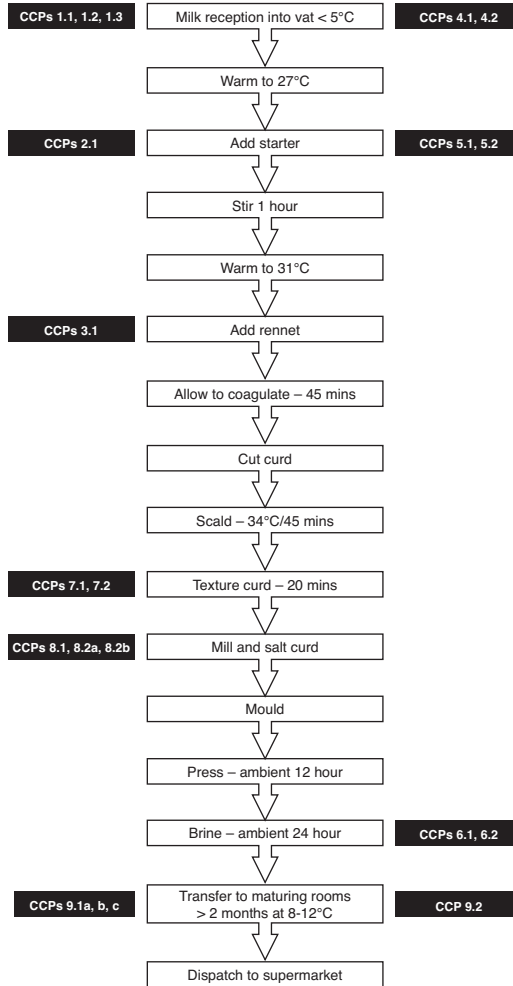 CCPs 1.1, 1.2, 1.3
Milk reception into vat < 5°C
CCPs 4.1, 4.2
Warm to 27°C
CCPs 2.1
Add starter
CCPs 5.1, 5.2
Stir 1 hour
Warm to 31°C
CCPs 3.1
Add rennet
Allow to coagulate – 45 mins
Cut curd
Scald – 34°C/45 mins
CCPs 7.1, 7.2
Texture curd – 20 mins
CCPs 8.1, 8.2a, 8.2b
Mill and salt curd
Mould
Press – ambient 12 hour
Brine – ambient 24 hour
CCPs 6.1, 6.2
CCPs 9.1a, b, c
Transfer to maturing rooms
> 2 months at 8-12°C
CCP 9.2
Dispatch to supermarket